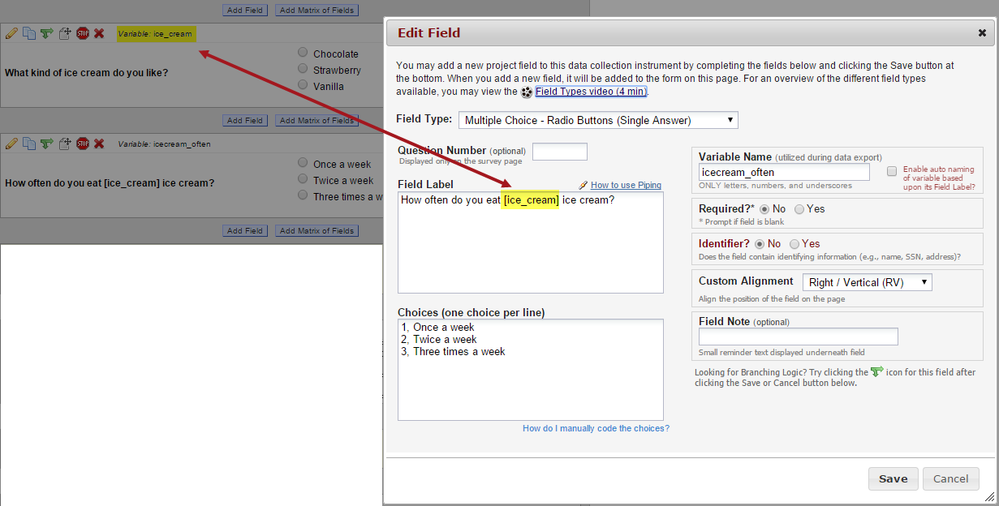 Add Field Add Matrix of Fields
STOP Variable: ice_cream
What kind of ice cream do you like?
Chocolate
Strawberry
Vanilla
Add Field Add Matrix of Fields
STOP Variable: icecream_often
How often do you eat [ice_cream] ice cream?
Once a week
Twice a week
Three times a w
Add Field Add Matrix of Fields
Edit Field
You may add a new project field to this data collection instrument by completing the fields below and clicking the Save button at
the bottom. When you add a new field, it will be added to the form on this page. For an overview of the different field types
available, you may view the Field Types video (4 min).
Field Type: Multiple Choice - Radio Buttons (Single Answer)
Question Number (optional)
Displayed only on the survey page
Field Label How to use Piping
How often do you eat [ice_cream] ice cream?
Choices (one choice per line)
1, Once a week
2, Twice a week
3, Three times a week
How do I manually code the choices?
Variable Name (utilized during data export)
icecream_often
ONLY letters, numbers, and underscores
Enable auto naming
of variable based
upon its Field Label?
Required?* No Yes
* Prompt if field is blank
Identifier? No Yes
Does the field contain identifying information (e.g., name, SSN, address)?
Custom Alignment Right / Vertical (RV)
Align the position of the field on the page
Field Note (optional)
Small reminder text displayed underneath field
Looking for Branching Logic? Try clicking the icon for this field after
clicking the Save or Cancel button below.
Save Cancel